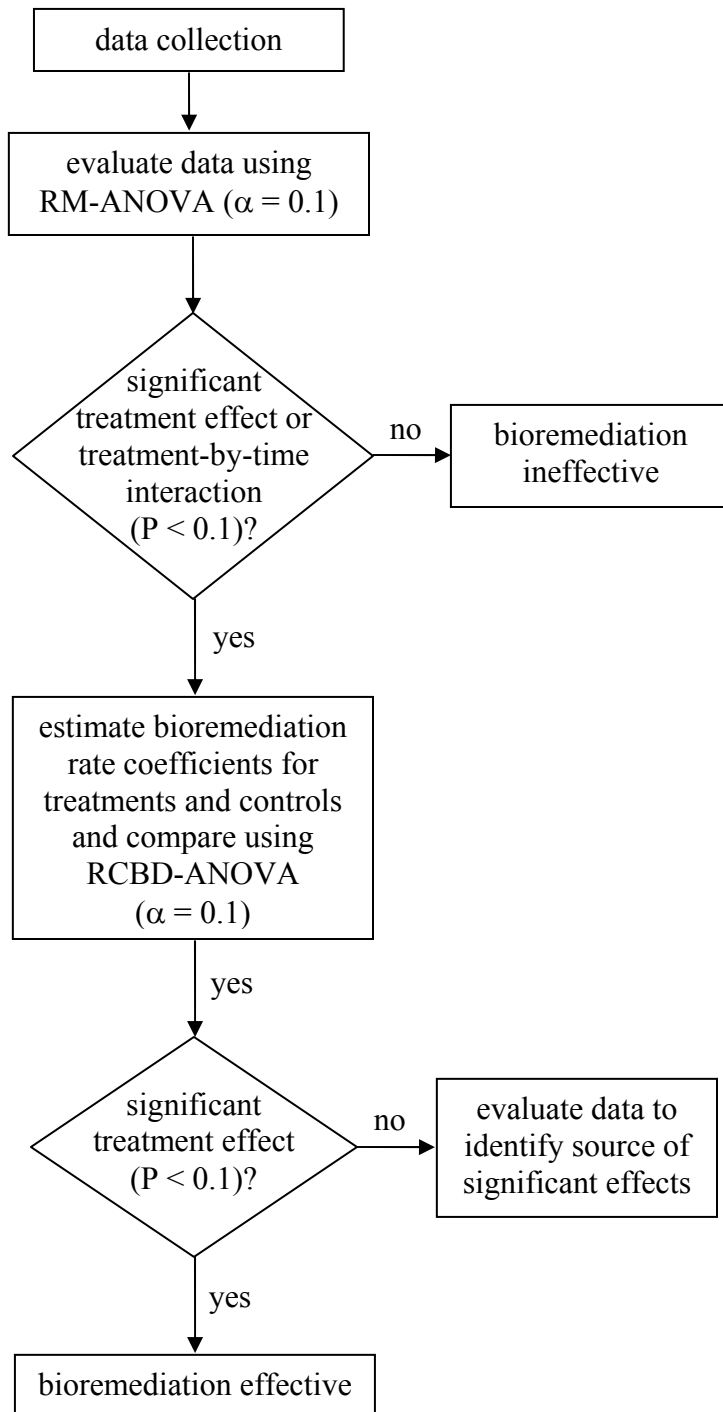 data collection
evaluate data using
RM-ANOVA (α = 0.1)
significant
treatment effect or
treatment-by-time
interaction
(P < 0.1)?
no
bioremediation
ineffective
yes
estimate bioremediation
rate coefficients for
treatments and controls
and compare using
RCBD-ANOVA
(α = 0.1)
yes
significant
treatment effect
(P < 0.1)?
no
evaluate data to
identify source of
significant effects
yes
bioremediation effective